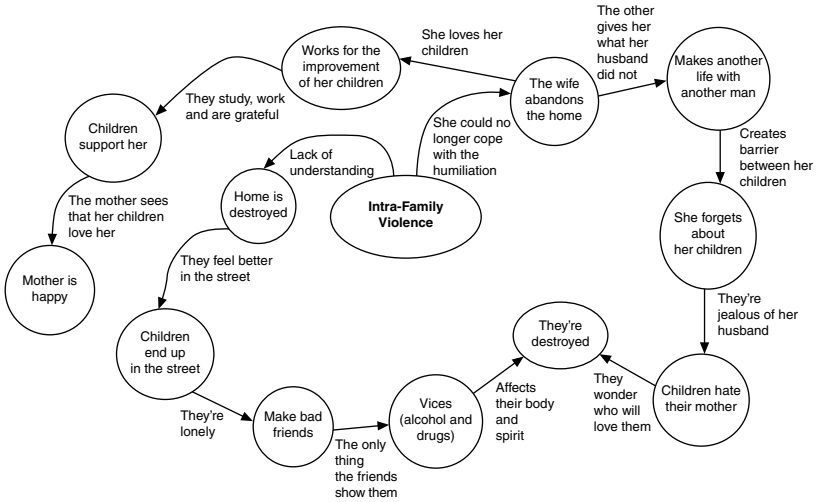 The other
gives her
what her
husband
did not
She loves her
children
Works for the
improvement
of her children
Makes another
life with
another man
The wife
abandons
the home
They study, work
and are grateful
Children
support her
She could no
longer cope
with the
humiliation
Creates
barrier
between her
children
Lack of
understanding
The mother sees
that her children
love her
Home is
destroyed
Intra-Family
Violence
She forgets
about
her children
Mother is
happy
They feel better
in the street
They're
jealous of her
husband
Children
end up
in the street
They're
destroyed
They
wonder
who will
love them
Children hate
their mother
Affects
their body
and
spirit
They're
lonely
Make bad
friends
Vices
(alcohol and
drugs)
The only
thing
the friends
show them